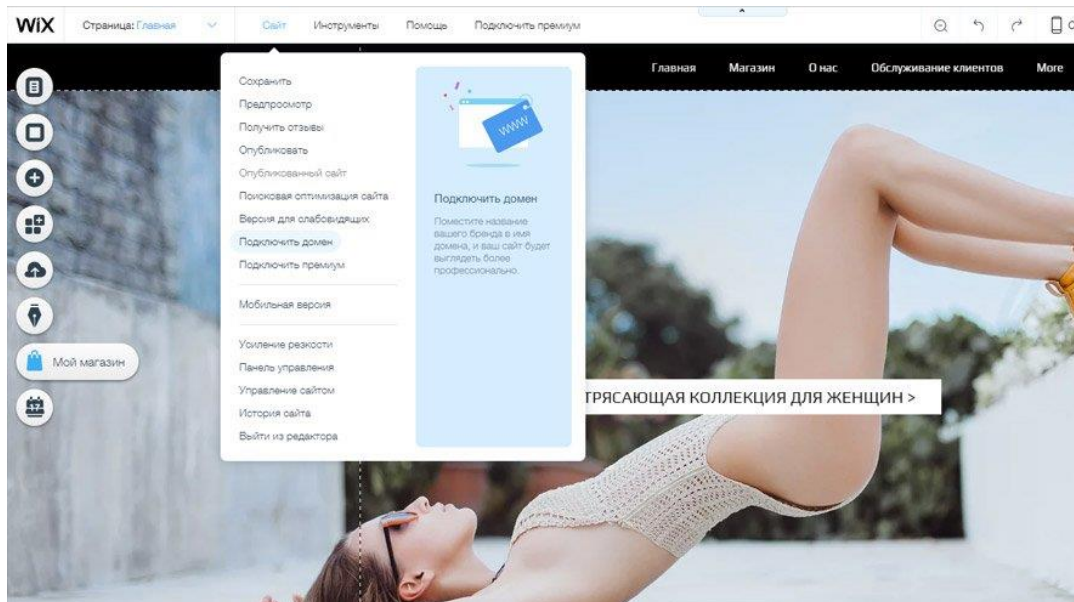 WiX Страница: Главная Сайт Инструменты Помощь Подключить премиум
Главная Магазин О нас Обслуживание клиентов More
Сохранить
Предпросмотр
Получить отзывы
Опубликовать
Опубликованный сайт
Поисковая оптимизация сайта
Версия для слабовидящих
Подключить домен
Подключить премиум
Мобильная версия
Усиление резкости
Панель управления
Управление сайтом
История сайта
Выйти из редактора
www
Подключить домен
Поместите название
вашего бренда в имя
домена, и ваш сайт будет
выглядеть более
профессионально.
Мой магазин
17
ТРЯСАЮЩАЯ КОЛЛЕКЦИЯ ДЛЯ ЖЕНЩИН >